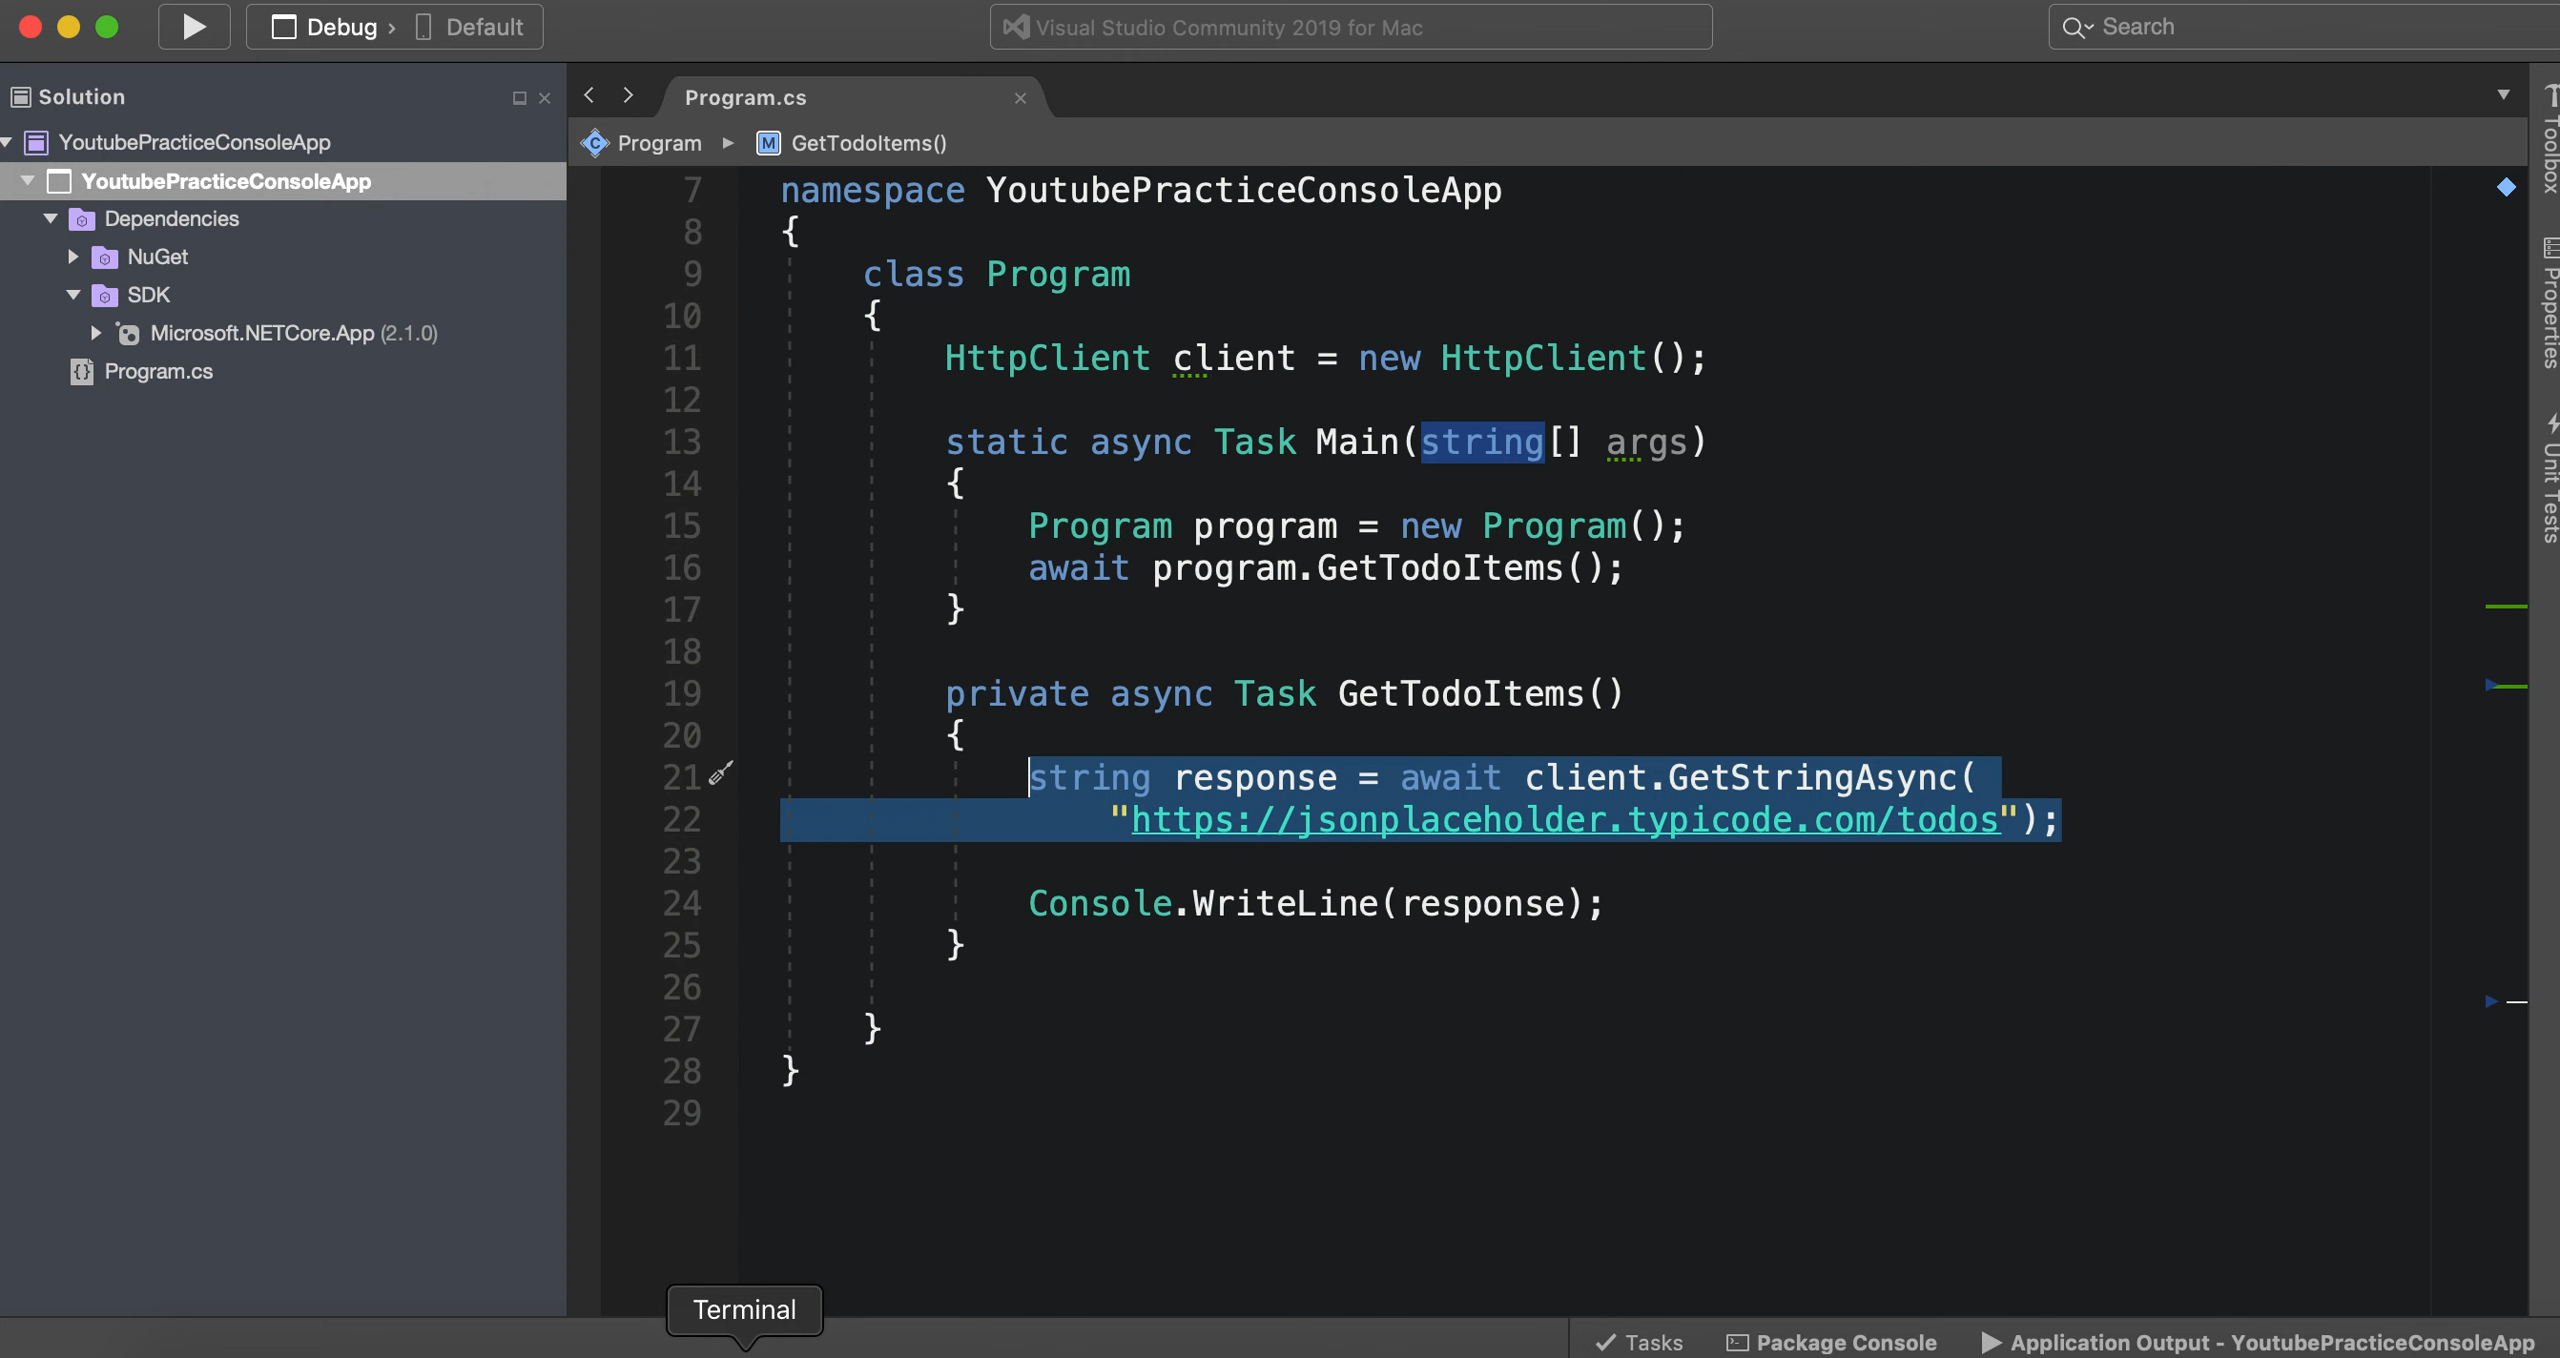 Debug › Default
Visual Studio Community 2019 for Mac
Search
Solution
YoutubePracticeConsoleApp
YoutubePracticeConsoleApp
Dependencies
NuGet
SDK
Microsoft.NETCore.App (2.1.0)
Program.cs
Program.cs
Program
GetTodoItems()
7 namespace YoutubePracticeConsoleApp
8 {
9 class Program
10 {
11 HttpClient client = new HttpClient();
12
13 static async Task Main(string[] args)
14 {
15 Program program = new Program();
16 await program.GetTodoItems();
17 }
18
19 private async Task GetTodoItems()
20 {
21 string response = await client.GetStringAsync(
22 "https://jsonplaceholder.typicode.com/todos");
23
24 Console.WriteLine(response);
25 }
26
27 }
28 }
29
Toolbox
Properties
Unit Tests
Terminal
Tasks
Package Console
Application Output - YoutubePracticeConsoleApp